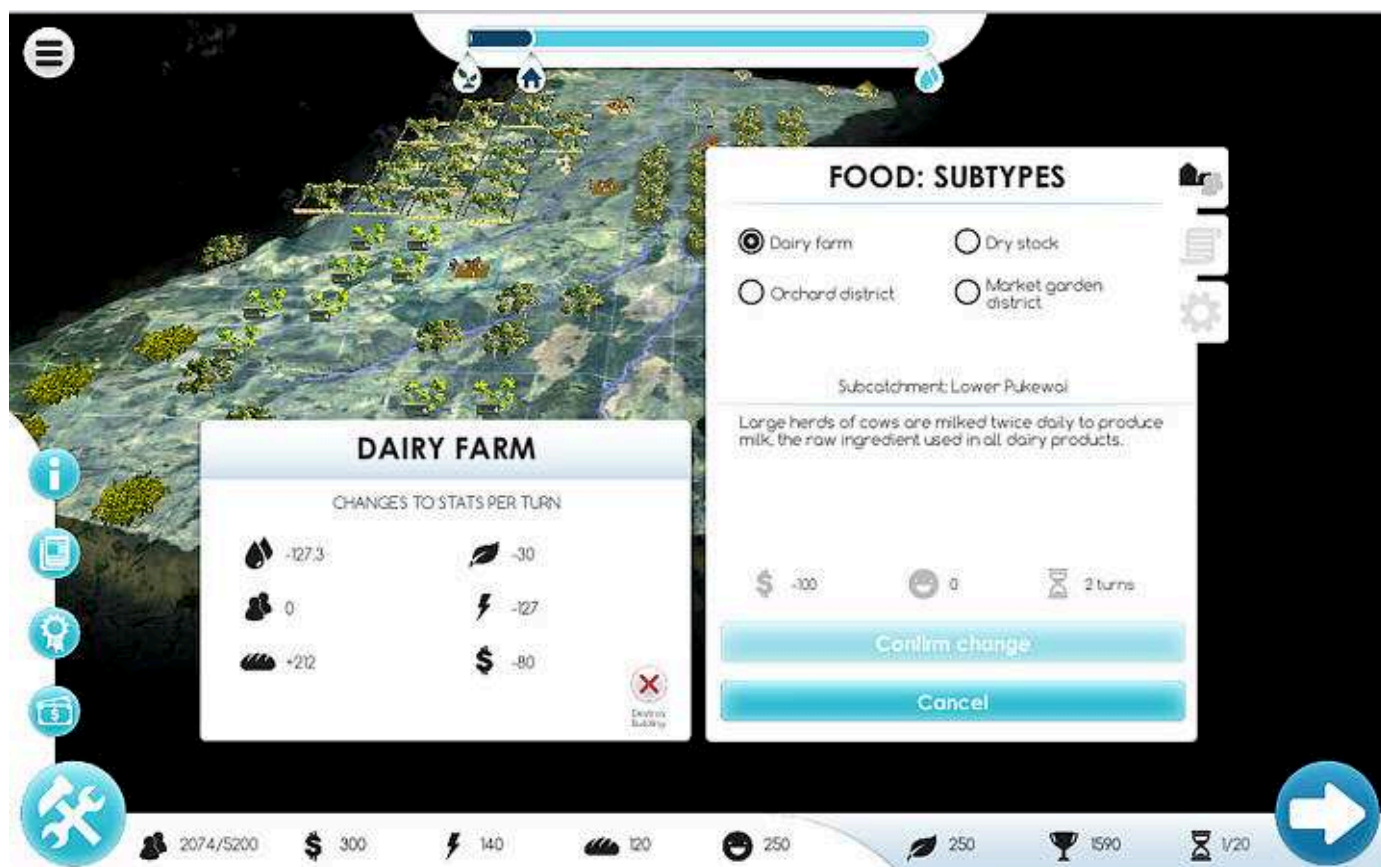 FOOD: SUBTYPES
Dairy farm
Dry stock
Orchard district
Market garden
district
Subcatchment: Lower Pukewai
Large herds of cows are milked twice daily to produce
milk, the raw ingredient used in all dairy products.
$ -100
0
2 turns
Confirm change
Cancel
DAIRY FARM
CHANGES TO STATS PER TURN
-127.3
-30
0
-127
+212
$ -80
Destroy
Building
2074/5200
$ 300
140
120
250
250
1590
1/20